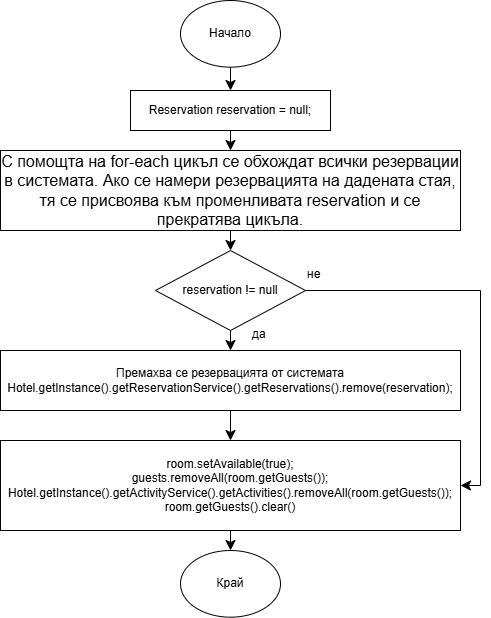 Начало
Reservation reservation = null;
С помощта на for-each цикъл се обхождат всички резервации
в системата. Ако се намери резервацията на дадената стая,
тя се присвоява към променливата reservation и се
прекратява цикъла.
не
reservation != null
да
Премахва се резервацията от системата
Hotel.getInstance().getReservationService().getReservations().remove(reservation);
room.setAvailable(true);
guests.removeAll(room.getGuests());
Hotel.getInstance().getActivityService().getActivities().removeAll(room.getGuests());
room.getGuests().clear()
Край